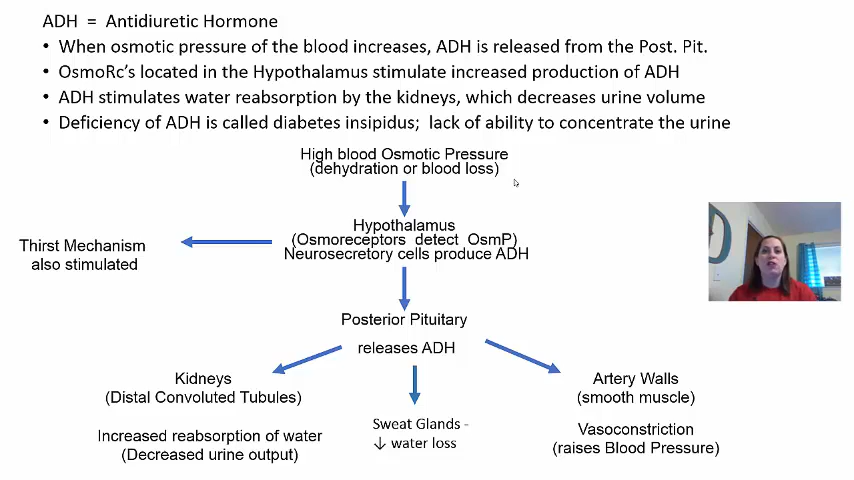 ADH = Antidiuretic Hormone
• When osmotic pressure of the blood increases, ADH is released from the Post. Pit.
• OsmoRc's located in the Hypothalamus stimulate increased production of ADH
• ADH stimulates water reabsorption by the kidneys, which decreases urine volume
• Deficiency of ADH is called diabetes insipidus; lack of ability to concentrate the urine
High blood Osmotic Pressure
(dehydration or blood loss)
Hypothalamus
(Osmoreceptors detect OsmP)
Neurosecretory cells produce ADH
Thirst Mechanism
also stimulated
Posterior Pituitary
releases ADH
Kidneys
(Distal Convoluted Tubules)
Increased reabsorption of water
(Decreased urine output)
Sweat Glands -
↓ water loss
Artery Walls
(smooth muscle)
Vasoconstriction
(raises Blood Pressure)